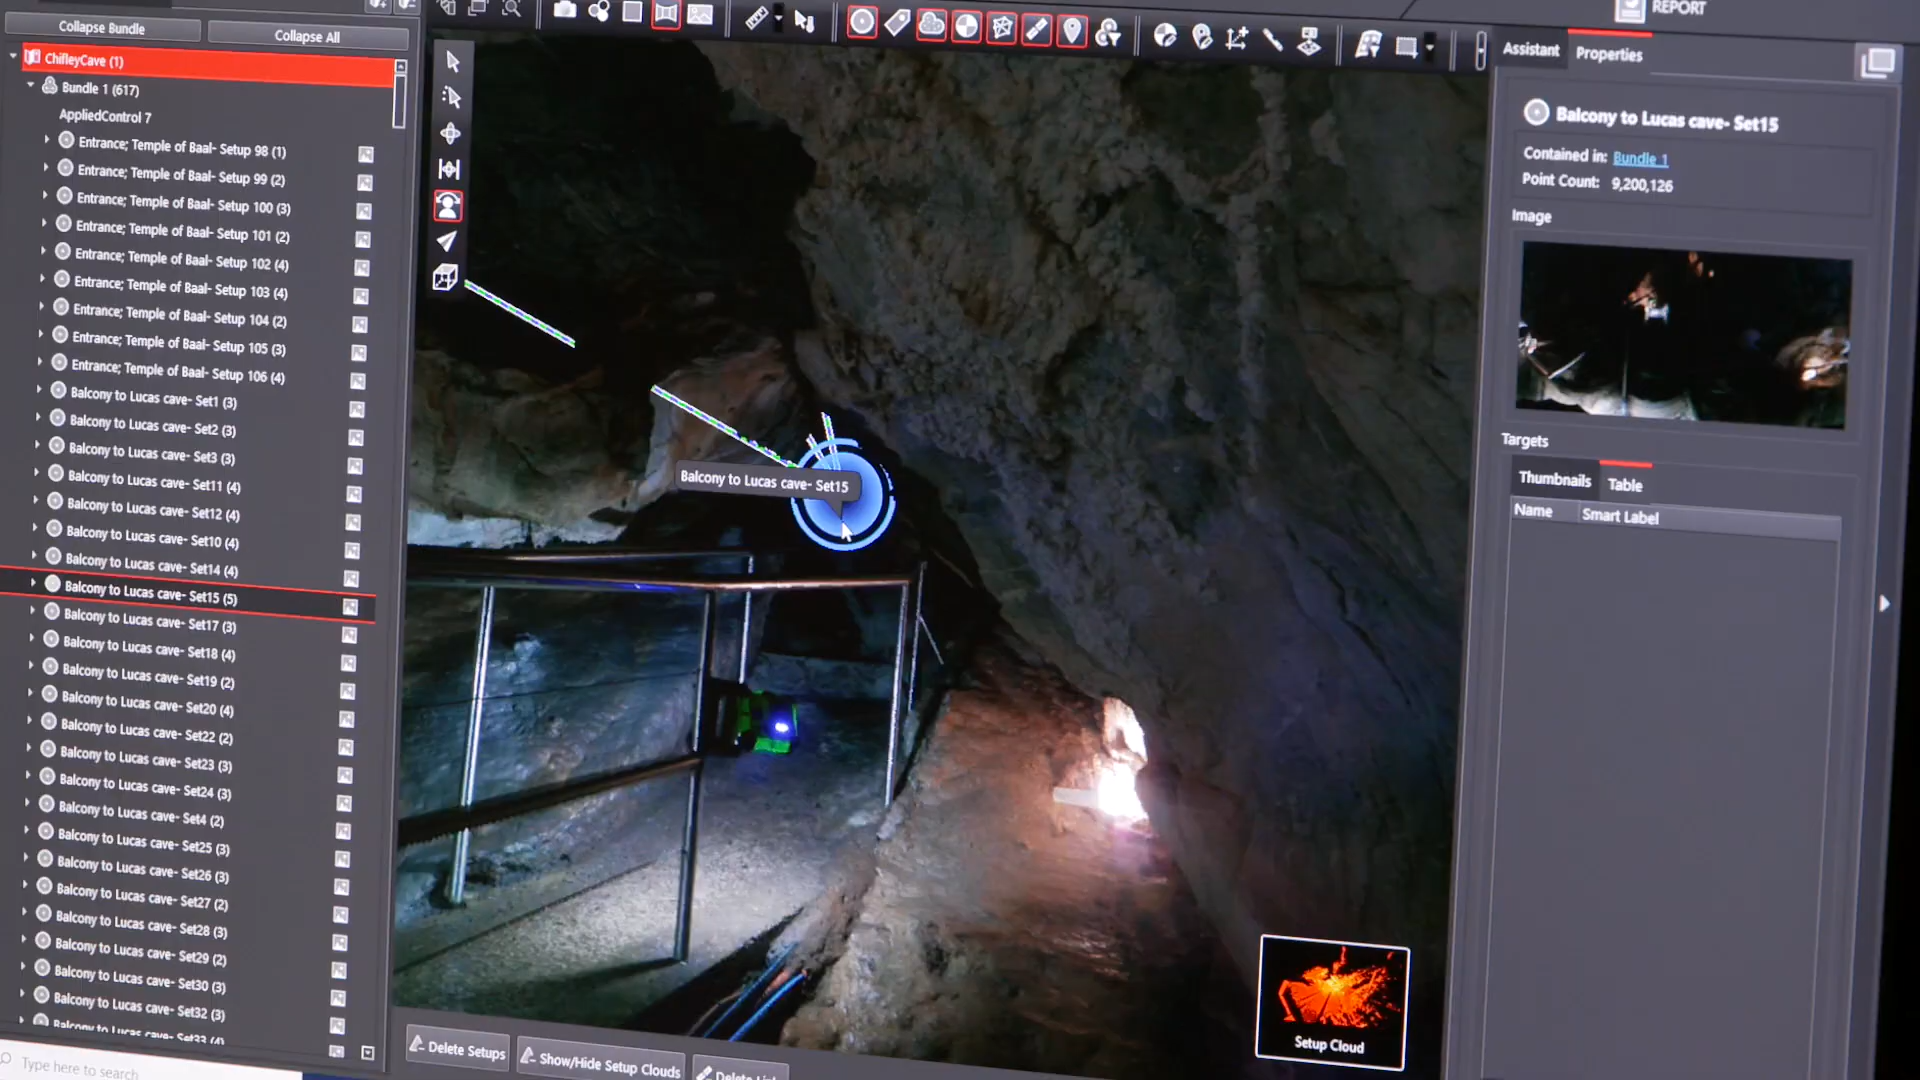 Collapse Bundle
Collapse All
ChifleyCave (1)
Bundle 1 (617)
AppliedControl 7
Entrance; Temple of Baal- Setup 98 (1)
Entrance; Temple of Baal- Setup 99 (2)
Entrance; Temple of Baal- Setup 100 (3)
Entrance; Temple of Baal- Setup 101 (2)
Entrance; Temple of Baal- Setup 102 (4)
Entrance; Temple of Baal- Setup 103 (4)
Entrance; Temple of Baal- Setup 104 (2)
Entrance; Temple of Baal- Setup 105 (3)
Entrance; Temple of Baal- Setup 106 (4)
Balcony to Lucas cave- Set1 (3)
Balcony to Lucas cave- Set2 (3)
Balcony to Lucas cave- Set3 (3)
Balcony to Lucas cave- Set11 (4)
Balcony to Lucas cave- Set12 (4)
Balcony to Lucas cave- Set10 (4)
Balcony to Lucas cave- Set14 (4)
Balcony to Lucas cave- Set15 (5)
Balcony to Lucas cave- Set17 (3)
Balcony to Lucas cave- Set18 (4)
Balcony to Lucas cave- Set19 (2)
Balcony to Lucas cave- Set20 (4)
Balcony to Lucas cave- Set22 (2)
Balcony to Lucas cave- Set23 (3)
Balcony to Lucas cave- Set24 (3)
Balcony to Lucas cave- Set4 (2)
Balcony to Lucas cave- Set25 (3)
Balcony to Lucas cave- Set26 (3)
Balcony to Lucas cave- Set27 (2)
Balcony to Lucas cave- Set28 (3)
Balcony to Lucas cave- Set29 (2)
Balcony to Lucas cave- Set30 (3)
Balcony to Lucas cave- Set32 (3)
Balcony to Lucas cave- Set33 (4)
Type here to search
Balcony to Lucas cave- Set15
Setup Cloud
Delete Setups
Show/Hide Setup Clouds
Delete
REPORT
Assistant
Properties
Balcony to Lucas cave- Set15
Contained in: Bundle 1
Point Count: 9,200,126
Image
Targets
Thumbnails
Table
Name
Smart Label